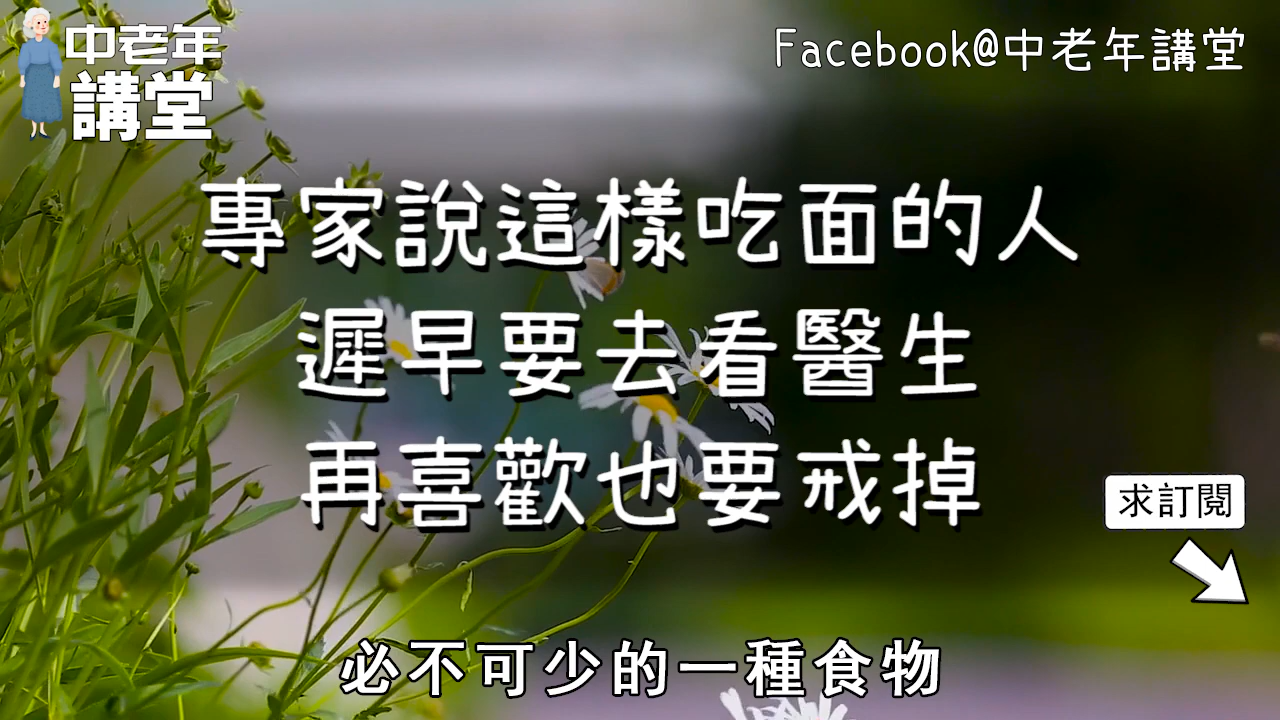 中老年
講堂
Facebook@中老年講堂
專家說這樣吃面的人
遲早要去看醫生
再喜歡也要戒掉
求訂閱
必不可少的一種食物